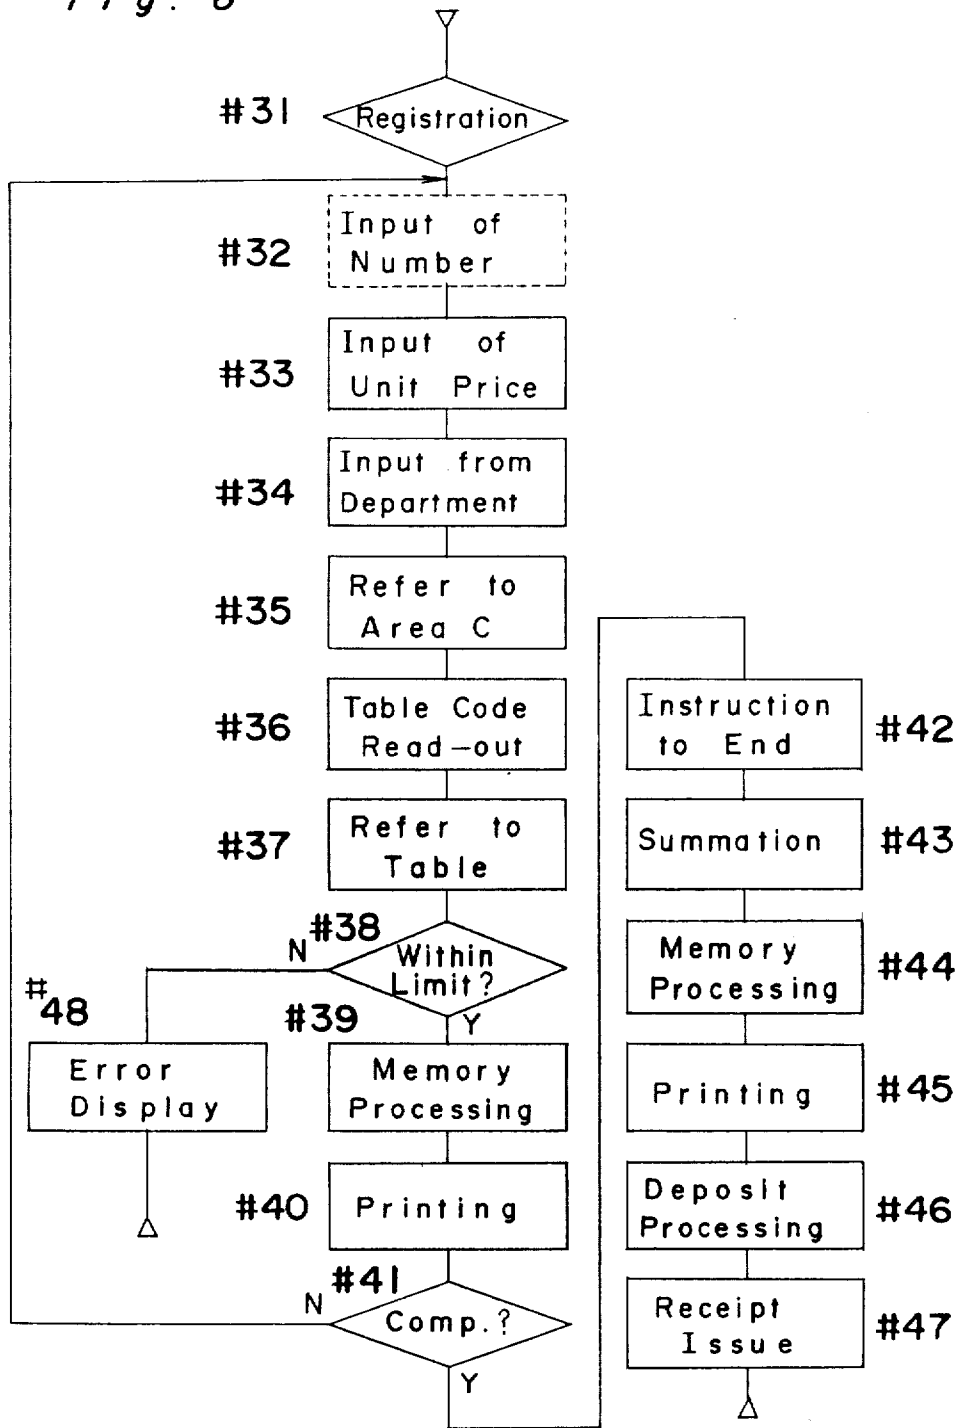 #31
Registration
#32
Input of
Number
#33
Input of
Unit Price
#34
Input from
Department
#35
Refer to
Area C
#36
Table Code
Read-out
#37
Refer to
Table
#38
N
Within
Limit?
Y
#48
Error
Display
#39
Memory
Processing
#40
Printing
#41
N
Comp.?
Y
Instruction
to End
#42
Summation
#43
Memory
Processing
#44
Printing
#45
Deposit
Processing
#46
Receipt
Issue
#47